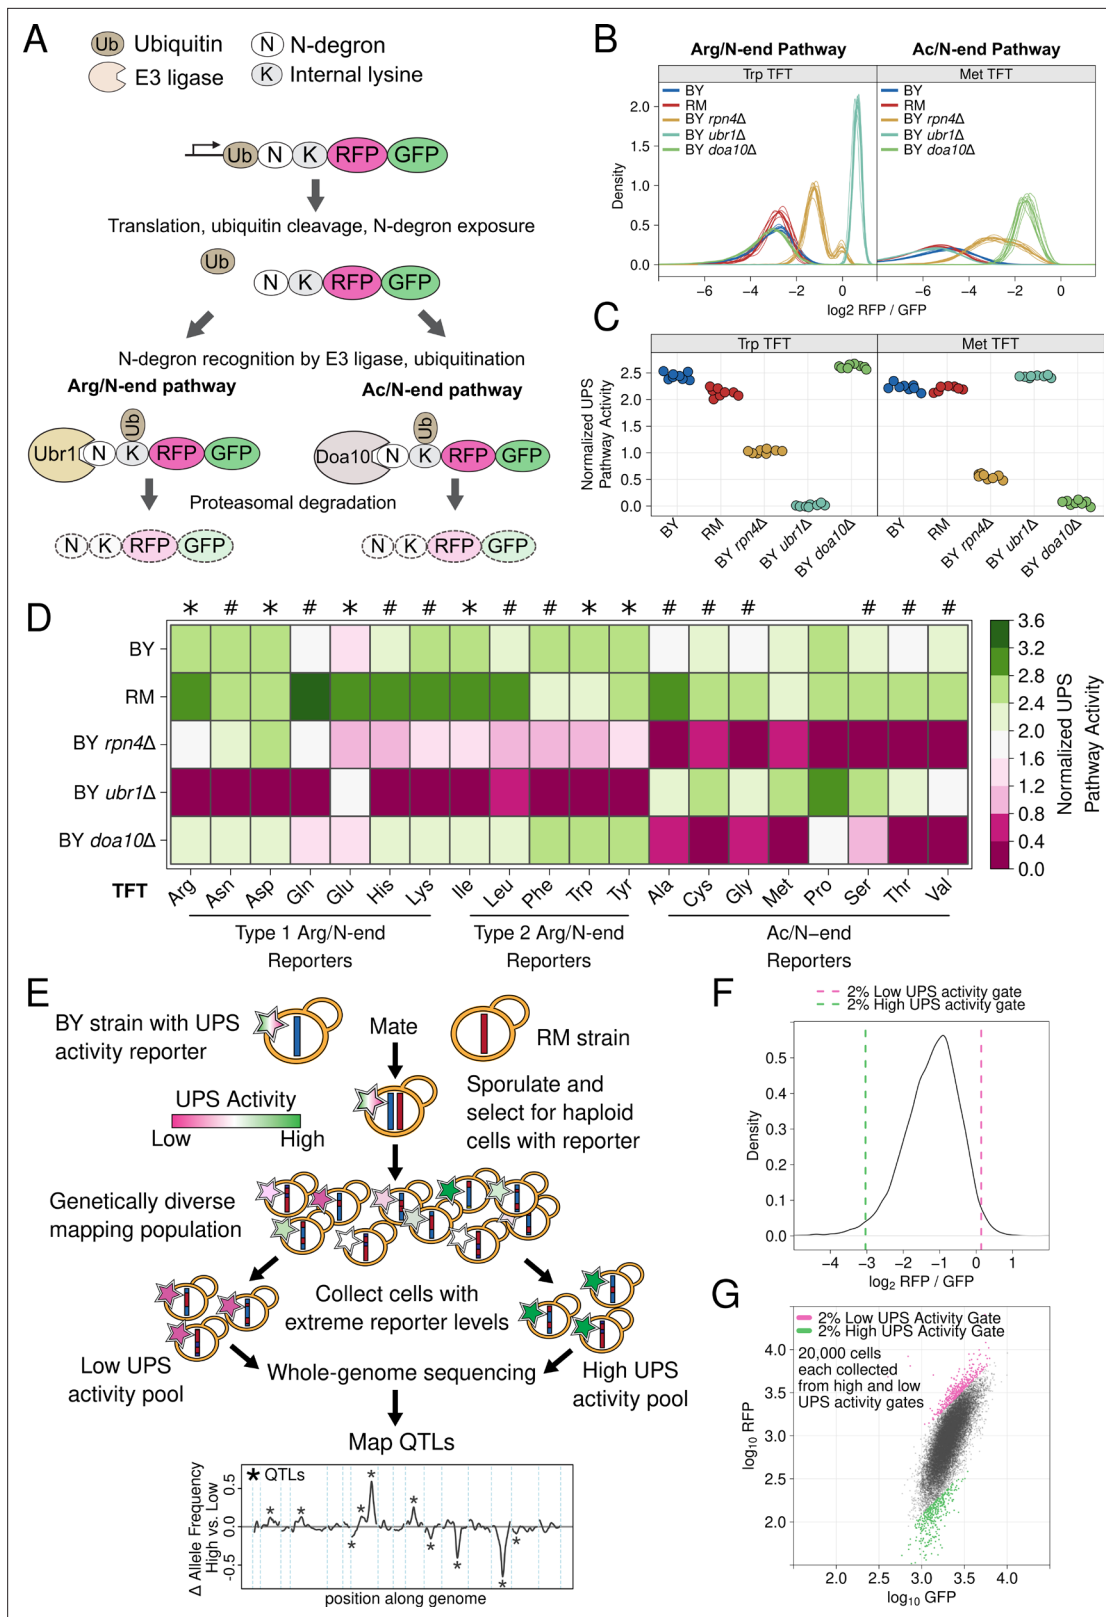 A
Ub Ubiquitin N N-degron
E3 ligase K Internal lysine
Ub N K RFP GFP
Translation, ubiquitin cleavage, N-degron exposure
Ub
N K RFP GFP
N-degron recognition by E3 ligase, ubiquitination
Arg/N-end pathway Ac/N-end pathway
Ub Ub
Ubr1 N K RFP GFP Doa10 N K RFP GFP
Proteasomal degradation
N K RFP GFP N K RFP GFP
B
Arg/N-end Pathway Ac/N-end Pathway
Trp TFT Met TFT
BY BY
RM RM
BY rpn4Δ BY rpn4Δ
BY ubr1Δ BY ubr1Δ
BY doa10Δ BY doa10Δ
Density
2.0
1.5
1.0
0.5
0.0
−6 −4 −2 0 −6 −4 −2 0
log2 RFP / GFP
C
Trp TFT Met TFT
Normalized UPS
Pathway Activity
2.5
2.0
1.5
1.0
0.5
0.0
BY RM BY rpn4Δ BY ubr1Δ BY doa10Δ BY RM BY rpn4Δ BY ubr1Δ BY doa10Δ
D
* # * # * # # * # # * * # # # # # #
BY
RM
BY rpn4Δ
BY ubr1Δ
BY doa10Δ
TFT Arg Asn Asp Gln Glu His Lys Ile Leu Phe Trp Tyr Ala Cys Gly Met Pro Ser Thr Val
Type 1 Arg/N-end Type 2 Arg/N-end Ac/N−end
Reporters Reporters Reporters
3.6
3.2
2.8
2.4
2.0
1.6
1.2
0.8
0.4
0.0
Normalized UPS
Pathway Activity
E
BY strain with UPS
activity reporter
Mate
RM strain
UPS Activity
Low High
Sporulate and
select for haploid
cells with reporter
Genetically diverse
mapping population
Collect cells with
extreme reporter levels
Low UPS
activity pool
Whole-genome sequencing
High UPS
activity pool
Map QTLs
* QTLs
Δ Allele Frequency
High vs. Low
0.5
0.0
-0.5
* * * * * * * * * *
position along genome
F
2% Low UPS activity gate
2% High UPS activity gate
Density
0.5
0.4
0.3
0.2
0.1
0.0
−4 −3 −2 −1 0 1
log2 RFP / GFP
G
2% Low UPS Activity Gate
2% High UPS Activity Gate
20,000 cells
each collected
from high and low
UPS activity gates
log10 RFP
4.0
3.5
3.0
2.5
2.0
2.0 2.5 3.0 3.5 4.0
log10 GFP